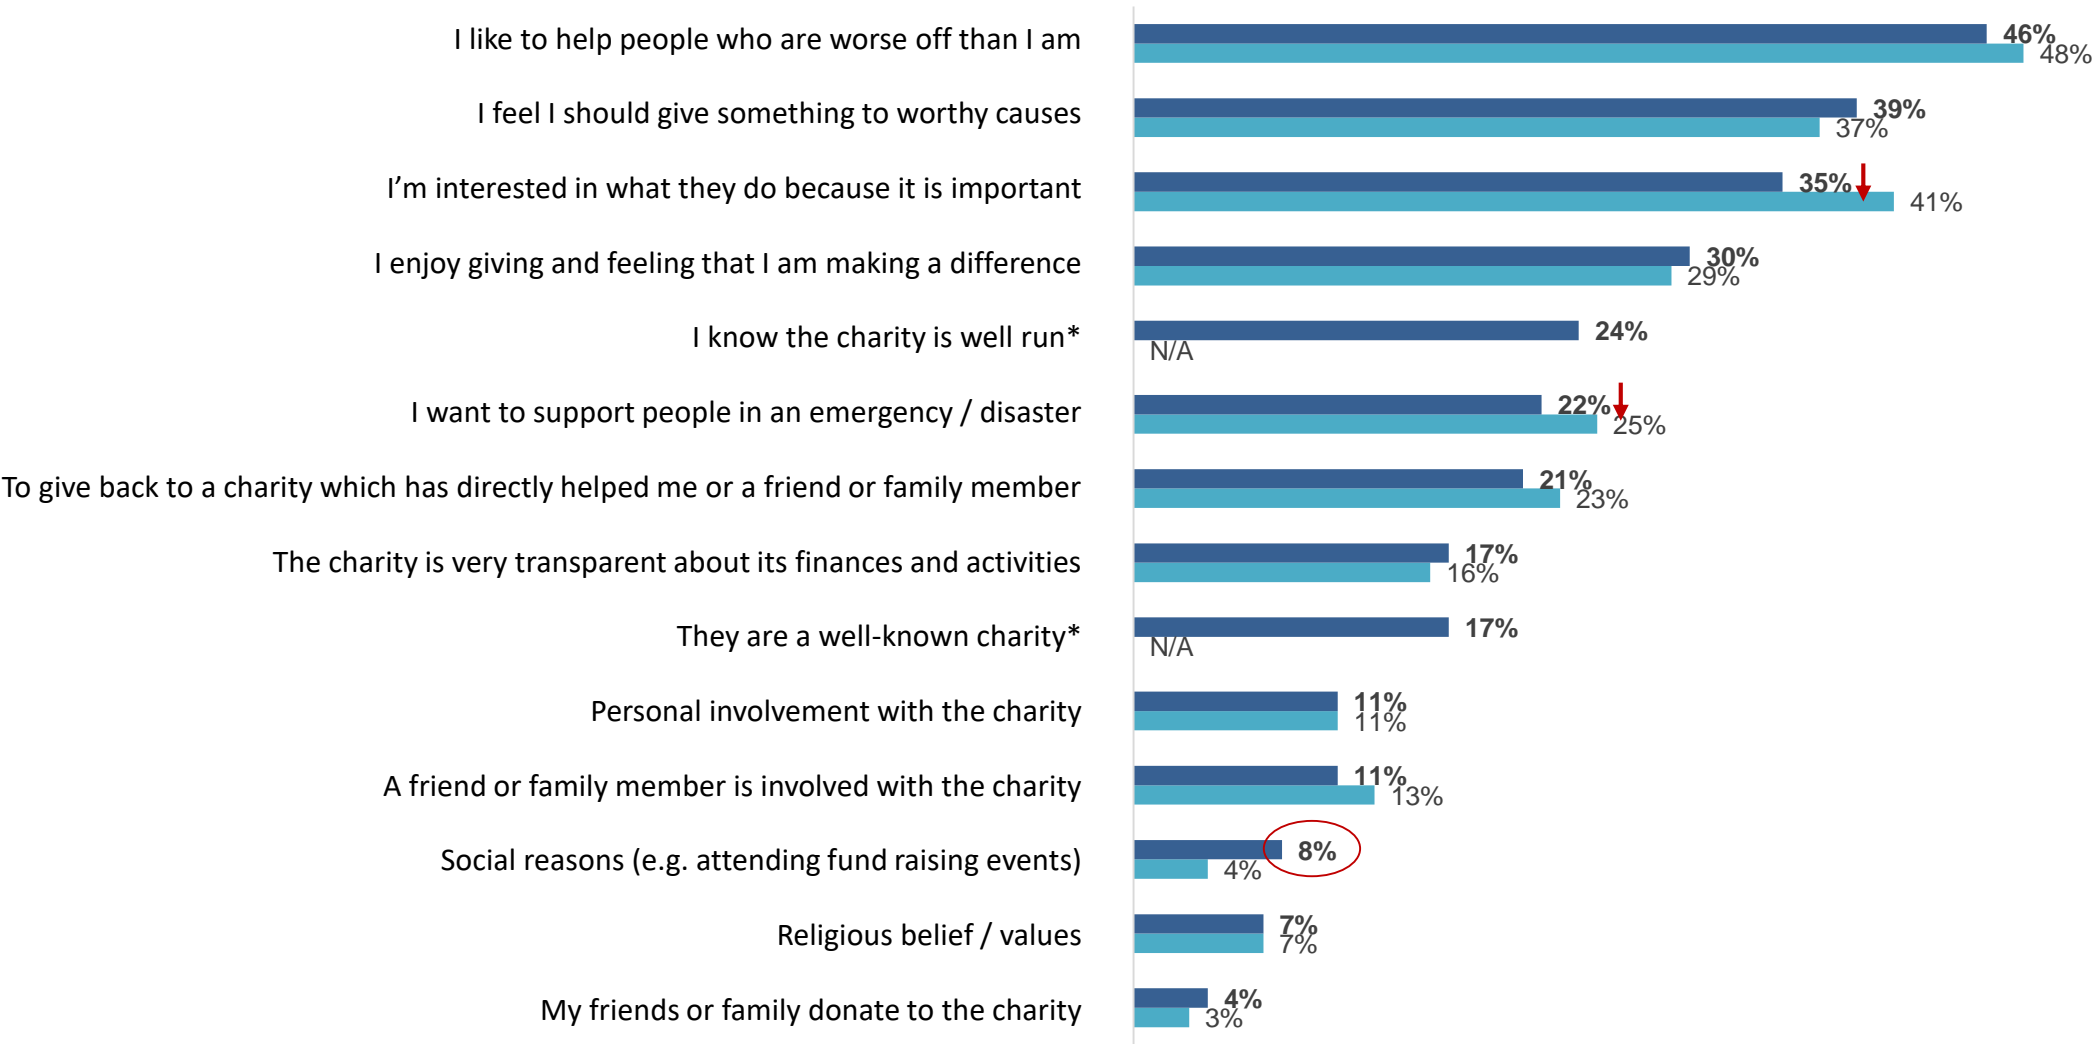 I like to help people who are worse off than I am
46%
48%
I feel I should give something to worthy causes
39%
37%
I’m interested in what they do because it is important
35%
41%
I enjoy giving and feeling that I am making a difference
30%
29%
I know the charity is well run*
24%
N/A
I want to support people in an emergency / disaster
22%
25%
To give back to a charity which has directly helped me or a friend or family member
21%
23%
The charity is very transparent about its finances and activities
17%
16%
They are a well-known charity*
17%
N/A
Personal involvement with the charity
11%
11%
A friend or family member is involved with the charity
11%
13%
Social reasons (e.g. attending fund raising events)
8%
4%
Religious belief / values
7%
7%
My friends or family donate to the charity
4%
3%